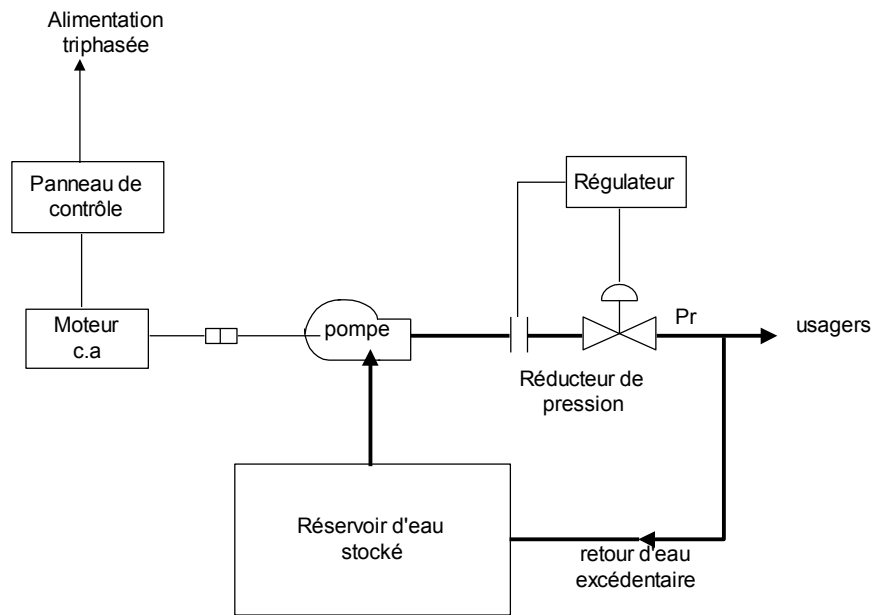 Alimentation
triphasée
Panneau de
contrôle
Régulateur
Moteur
c.a
pompe
Pr
usagers
Réducteur de
pression
Réservoir d'eau
stocké
retour d'eau
excédentaire